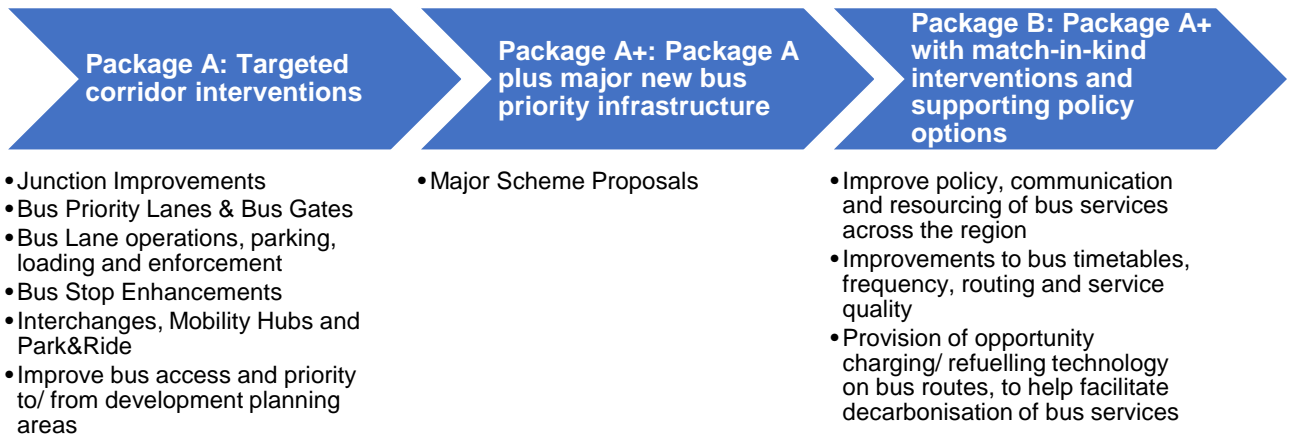 Package A: Targeted
corridor interventions
Package A+: Package A
plus major new bus
priority infrastructure
Package B: Package A+
with match-in-kind
interventions and
supporting policy
options
•Junction Improvements
•Bus Priority Lanes & Bus Gates
•Bus Lane operations, parking,
loading and enforcement
•Bus Stop Enhancements
•Interchanges, Mobility Hubs and
Park&Ride
•Improve bus access and priority
to/ from development planning
areas
•Major Scheme Proposals
•Improve policy, communication
and resourcing of bus services
across the region
•Improvements to bus timetables,
frequency, routing and service
quality
•Provision of opportunity
charging/ refuelling technology
on bus routes, to help facilitate
decarbonisation of bus services